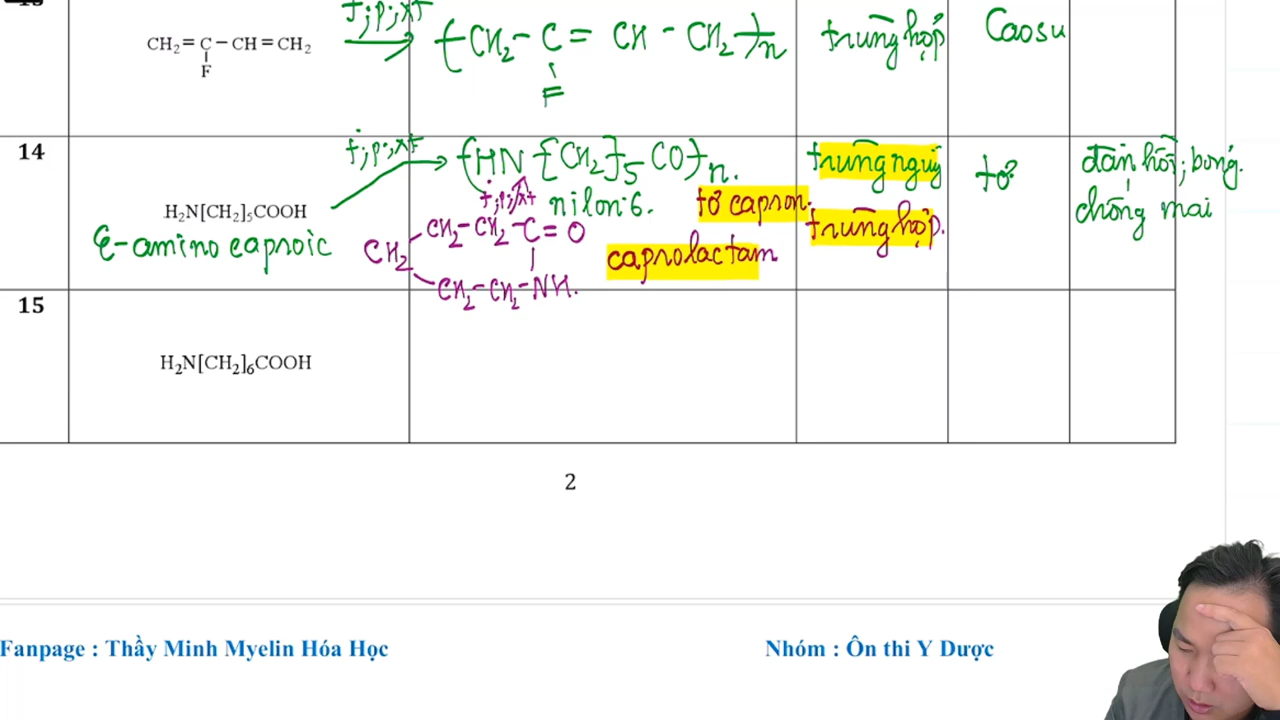 CH₂=C−CH=CH₂
F
t°;p;xt
(CH₂−C=CH−CH₂)n
F
trùng hợp
Caosu
14
H₂N[CH₂]₅COOH
ε-amino caproic
t°;p;xt
(HN[CH₂]₅CO)n.
nilon-6.
tơ capron.
t°;p;xt
CH₂−CH₂−C=O
CH₂
CH₂−CH₂−NH.
caprolactam
trùng ngưng
trùng hợp.
tơ
đàn hồi; bóng.
chống mài
15
H₂N[CH₂]₆COOH
2
Fanpage : Thầy Minh Myelin Hóa Học
Nhóm : Ôn thi Y Dược